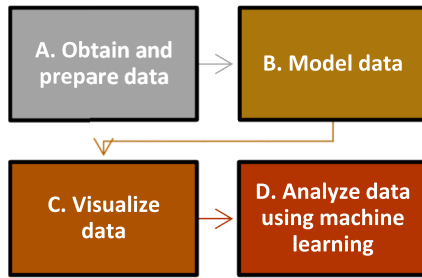 A. Obtain and
prepare data
B. Model data
C. Visualize
data
D. Analyze data
using machine
learning